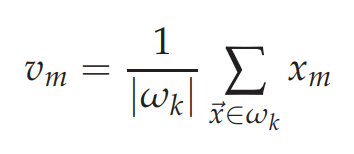 $v_m = \frac{1}{|\omega_k|} \sum_{\vec{x} \in \omega_k} x_m$